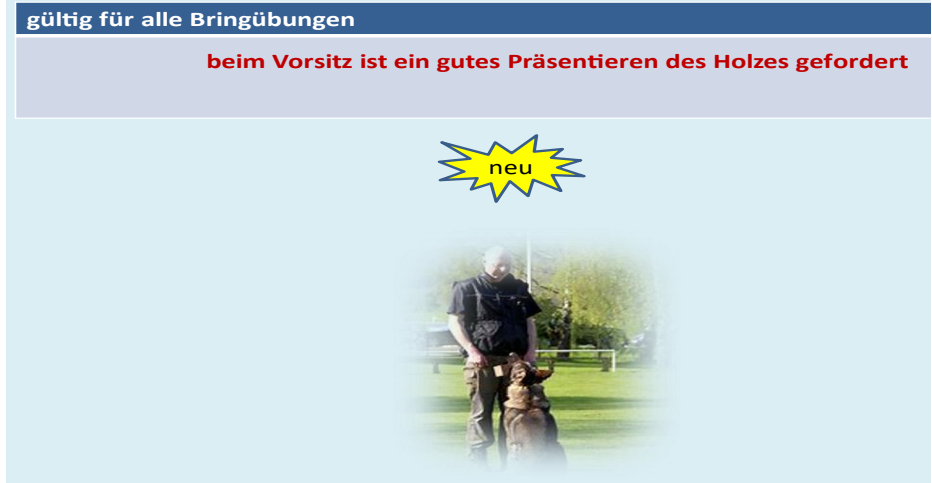 gültig für alle Bringübungen
beim Vorsitz ist ein gutes Präsentieren des Holzes gefordert
neu